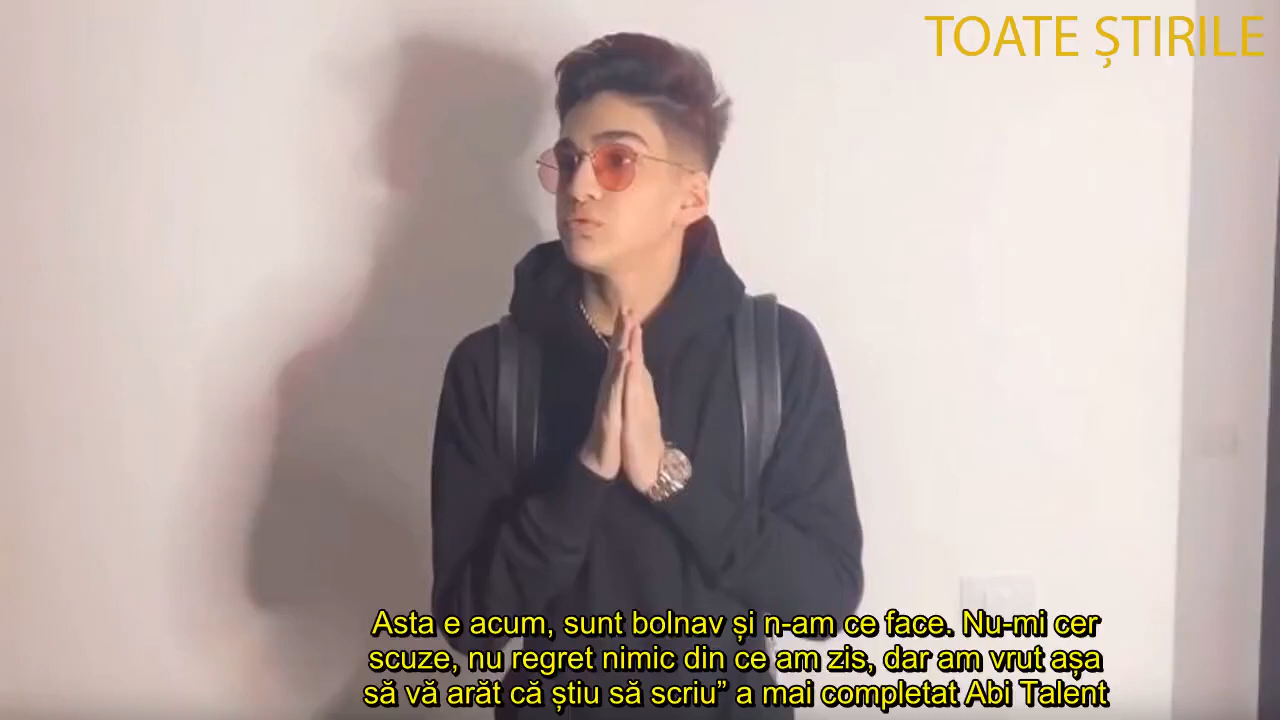 TOATE ȘTIRILE
Asta e acum, sunt bolnav și n-am ce face. Nu-mi cer
scuze, nu regret nimic din ce am zis, dar am vrut așa
să vă arăt că știu să scriu” a mai completat Abi Talent